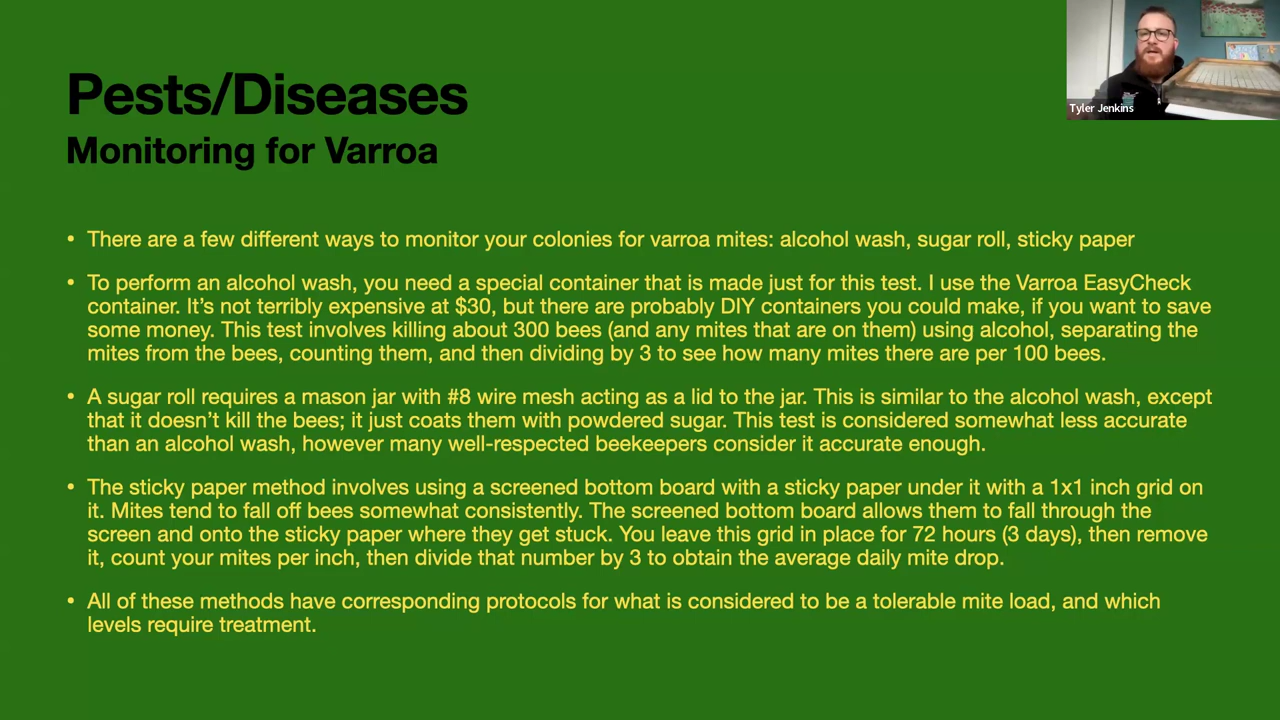 Pests/Diseases
Tyler Jenkins
Monitoring for Varroa
• There are a few different ways to monitor your colonies for varroa mites: alcohol wash, sugar roll, sticky paper
• To perform an alcohol wash, you need a special container that is made just for this test. I use the Varroa EasyCheck
container. It’s not terribly expensive at $30, but there are probably DIY containers you could make, if you want to save
some money. This test involves killing about 300 bees (and any mites that are on them) using alcohol, separating the
mites from the bees, counting them, and then dividing by 3 to see how many mites there are per 100 bees.
• A sugar roll requires a mason jar with #8 wire mesh acting as a lid to the jar. This is similar to the alcohol wash, except
that it doesn’t kill the bees; it just coats them with powdered sugar. This test is considered somewhat less accurate
than an alcohol wash, however many well-respected beekeepers consider it accurate enough.
• The sticky paper method involves using a screened bottom board with a sticky paper under it with a 1x1 inch grid on
it. Mites tend to fall off bees somewhat consistently. The screened bottom board allows them to fall through the
screen and onto the sticky paper where they get stuck. You leave this grid in place for 72 hours (3 days), then remove
it, count your mites per inch, then divide that number by 3 to obtain the average daily mite drop.
• All of these methods have corresponding protocols for what is considered to be a tolerable mite load, and which
levels require treatment.